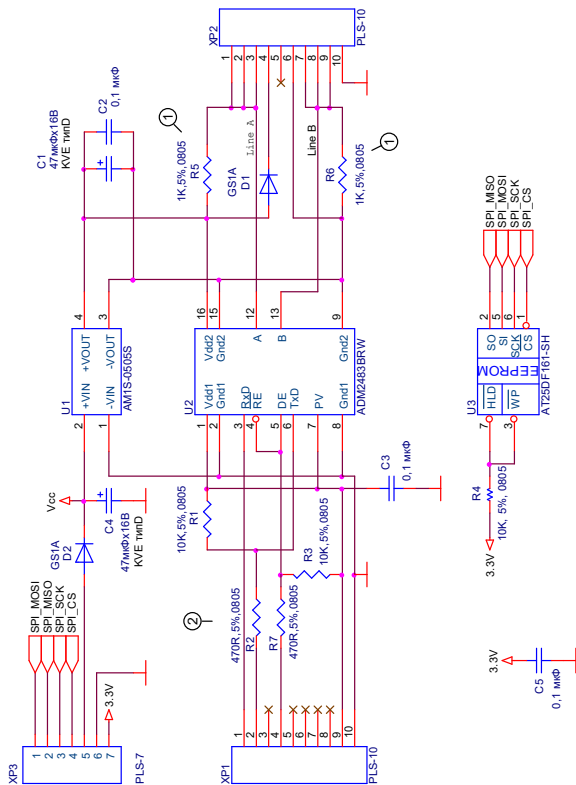 XP2
PLS-10
1
2
3
4
5
6
7
8
9
10
C1
47мкФх16В
KVE типD
C2
0,1 мкФ
1
R5
1K,5%,0805
GS1A
D1
Line A
Line B
R6
1K,5%,0805
1
U1
AM1S-0505S
+VIN
-VIN
+VOUT
-VOUT
2
1
4
3
U2
ADM2483BRW
Vdd1
Gnd1
RxD
RE
DE
TxD
PV
Gnd1
Vdd2
Gnd2
A
B
Gnd2
1
2
3
4
5
6
7
8
16
15
12
13
9
SPI_MISO
SPI_MOSI
SPI_SCK
SPI_CS
U3
AT25DF161-SH
EEPROM
SO
SI
SCK
CS
HLD
WP
2
5
6
1
7
3
R4
10K, 5%, 0805
3.3V
Vcc
C4
47мкФх16В
KVE типD
GS1A
D2
R1
10K,5%,0805
R2
470R,5%,0805
R7
470R,5%,0805
R3
10K,5%,0805
C3
0,1 мкФ
2
SPI_MOSI
SPI_MISO
SPI_SCK
SPI_CS
3.3V
XP3
PLS-7
1
2
3
4
5
6
7
XP1
PLS-10
1
2
3
4
5
6
7
8
9
10
3.3V
C5
0,1 мкФ